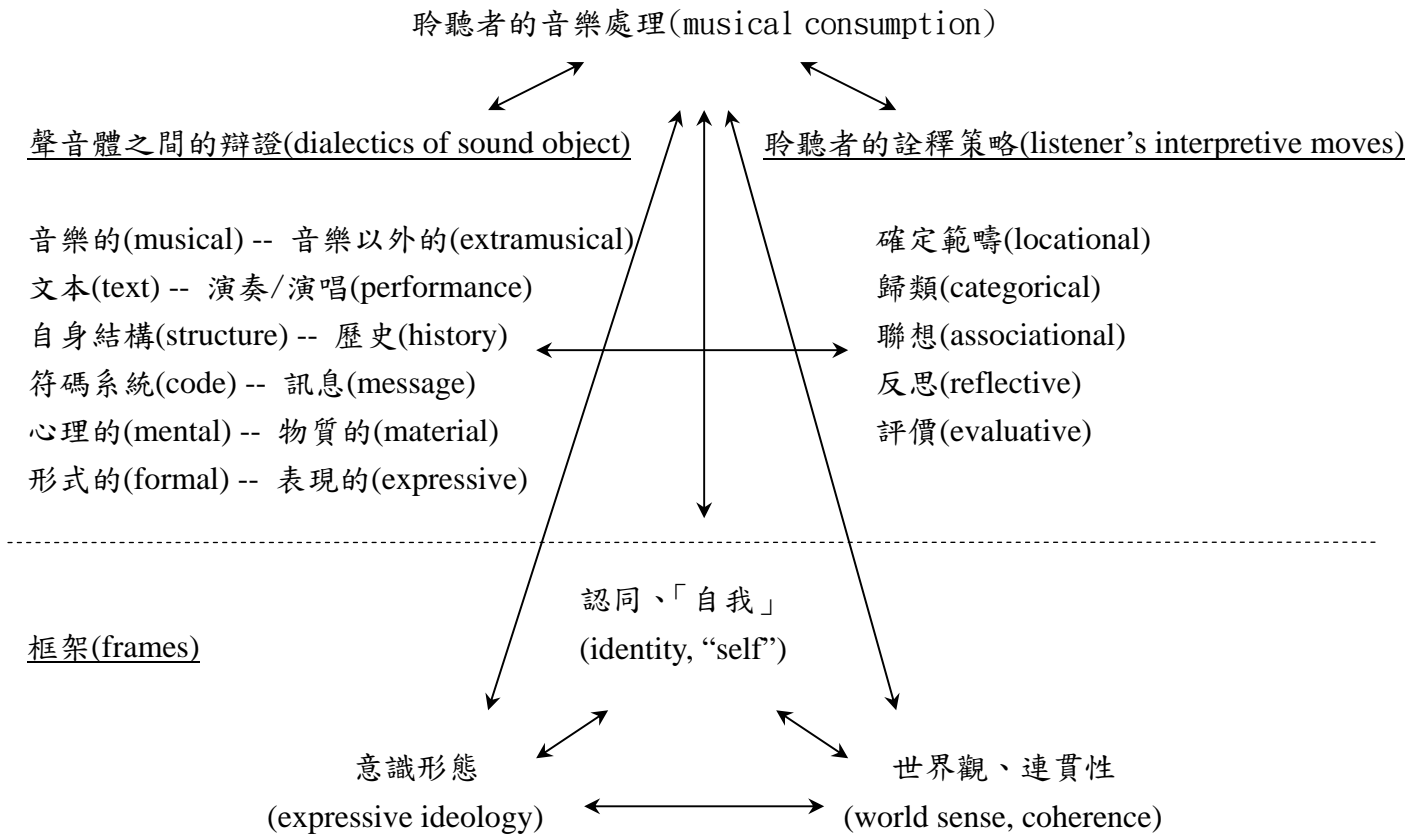 聆聽者的音樂處理(musical consumption)
聲音體之間的辯證(dialectics of sound object)
聆聽者的詮釋策略(listener's interpretive moves)
音樂的(musical) -- 音樂以外的(extramusical)
文本(text) -- 演奏/演唱(performance)
自身結構(structure) -- 歷史(history)
符碼系統(code) -- 訊息(message)
心理的(mental) -- 物質的(material)
形式的(formal) -- 表現的(expressive)
確定範疇(locational)
歸類(categorical)
聯想(associational)
反思(reflective)
評價(evaluative)
框架(frames)
認同、「自我」
(identity, “self”)
意識形態
(expressive ideology)
世界觀、連貫性
(world sense, coherence)